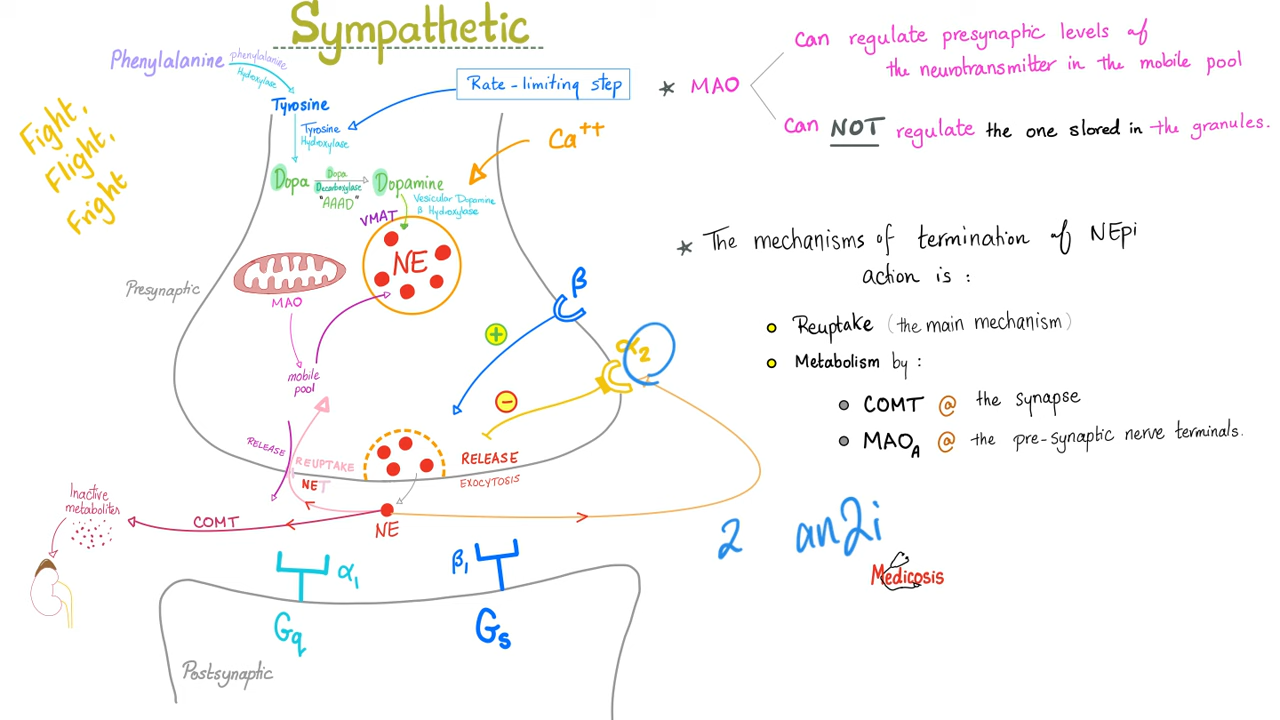 Sympathetic
Phenylalanine
phenylalanine
Hydroxylase
Tyrosine
Rate-limiting step
Tyrosine
Hydroxylase
Ca++
Fight,
Flight,
Fright
Dopa
Dopa
Decarboxylase
"AAAD"
Dopamine
Vesicular Dopamine
β Hydroxylase
VMAT
NE
MAO
Presynaptic
β
+
α2
mobile
pool
−
RELEASE
REUPTAKE
NET
RELEASE
EXOCYTOSIS
Inactive
metabolites
COMT
NE
α1
β1
Gq
Gs
Postsynaptic
★ MAO
Can regulate presynaptic levels of
the neurotransmitter in the mobile pool
Can NOT regulate the one slored in the granules.
★ The mechanisms of termination of NEpi
action is :
Reuptake (the main mechanism)
Metabolism by :
COMT @ the synapse
MAOA @ the pre-synaptic nerve terminals.
2 an2i
Medicosis